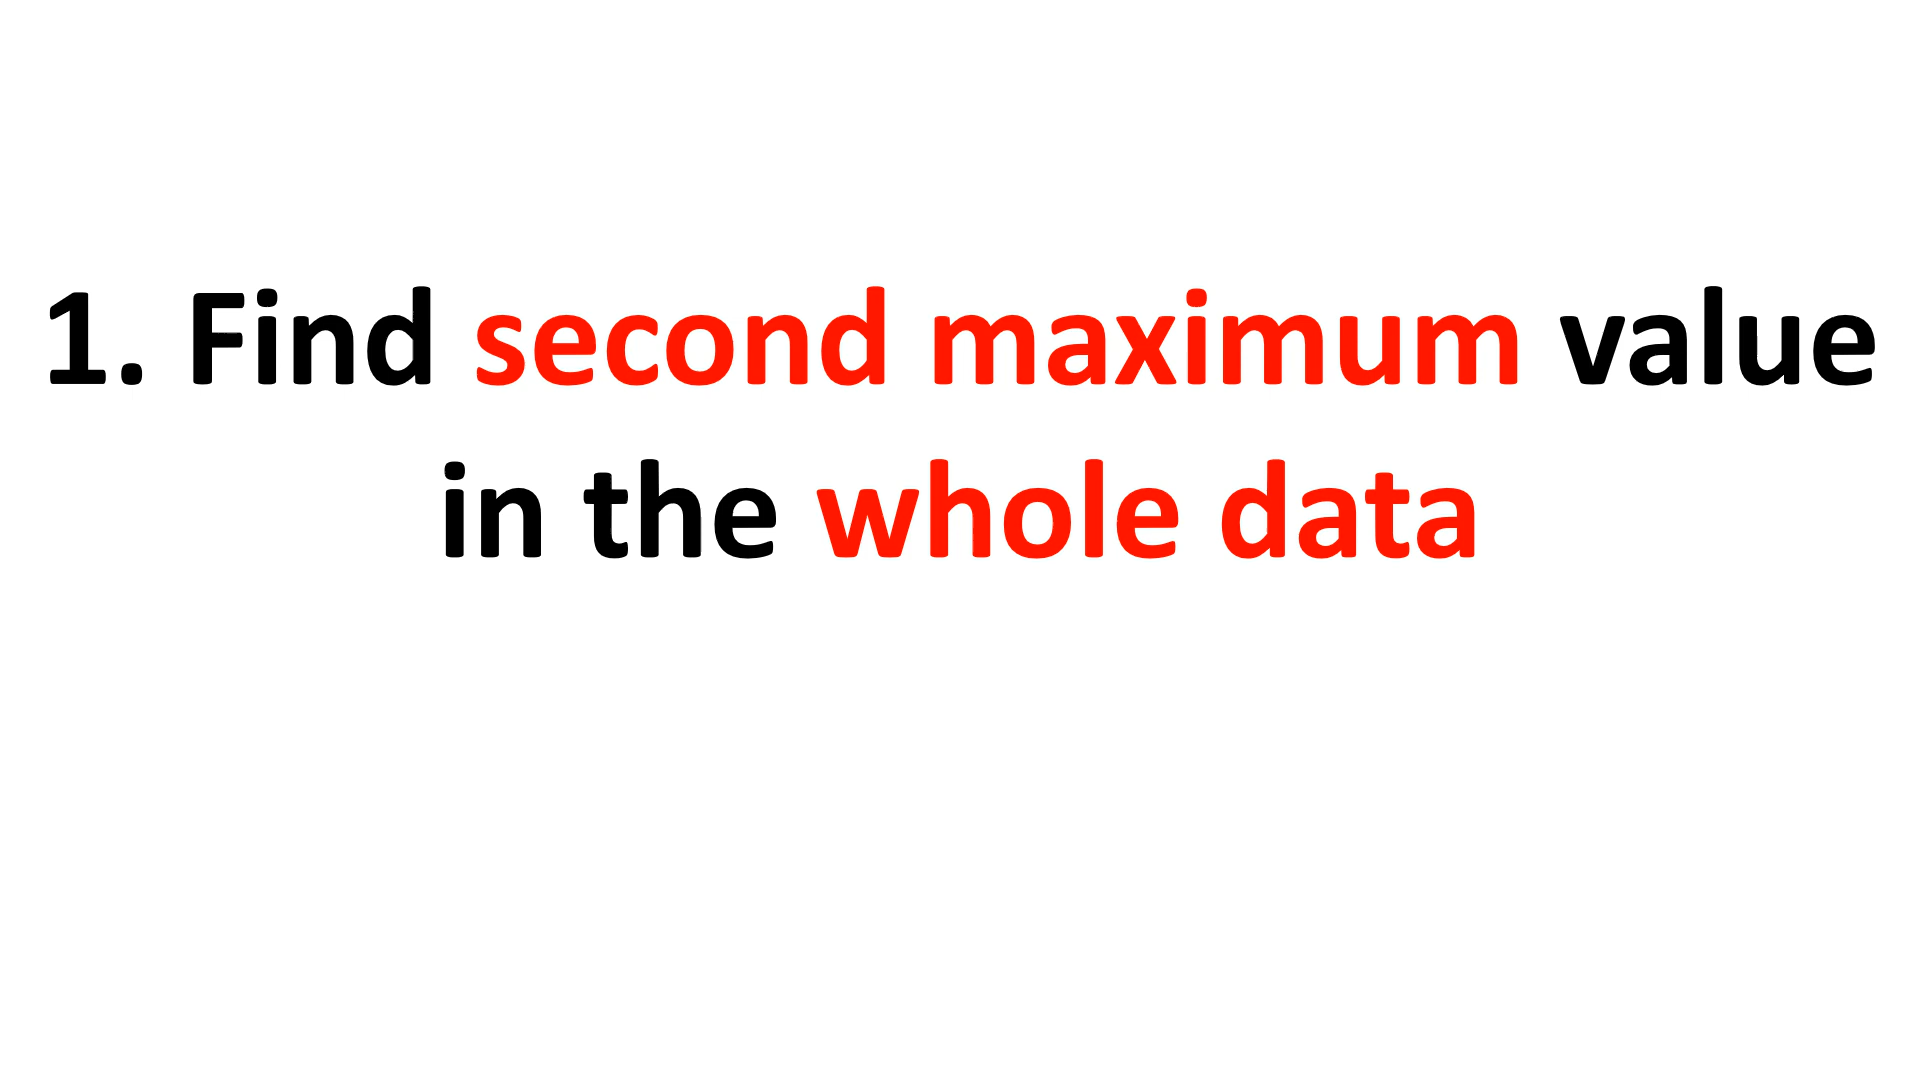 1. Find second maximum value
in the whole data